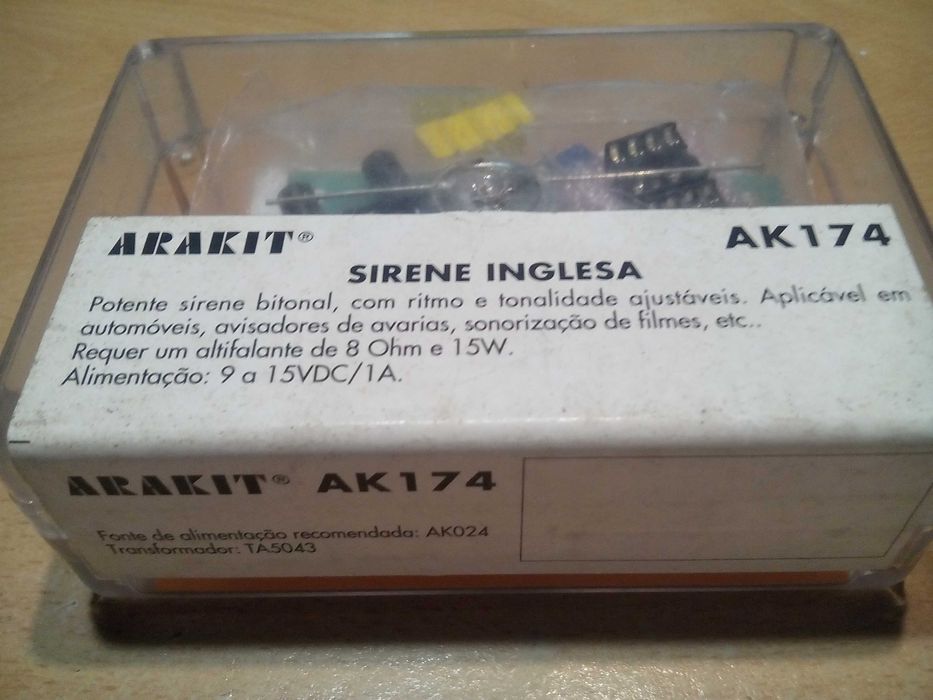 ARAKIT® AK174
SIRENE INGLESA
Potente sirene bitonal, com ritmo e tonalidade ajustáveis. Aplicável em
automóveis, avisadores de avarias, sonorização de filmes, etc..
Requer um altifalante de 8 Ohm e 15W.
Alimentação: 9 a 15VDC/1A.
ARAKIT® AK174
Fonte de alimentação recomendada: AK024
Transformador: TA5043